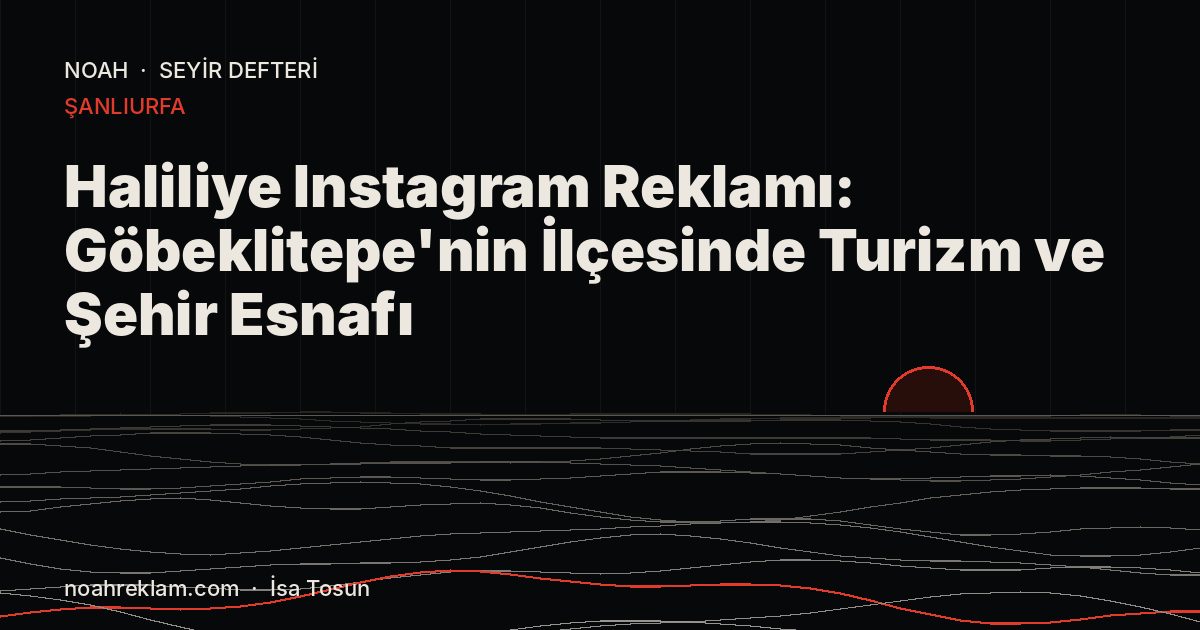 NOAH · SEYİR DEFTERİ
ŞANLIURFA
Haliliye Instagram Reklamı:
Göbeklitepe'nin İlçesinde Turizm ve
Şehir Esnafı
noahreklam.com · İsa Tosun